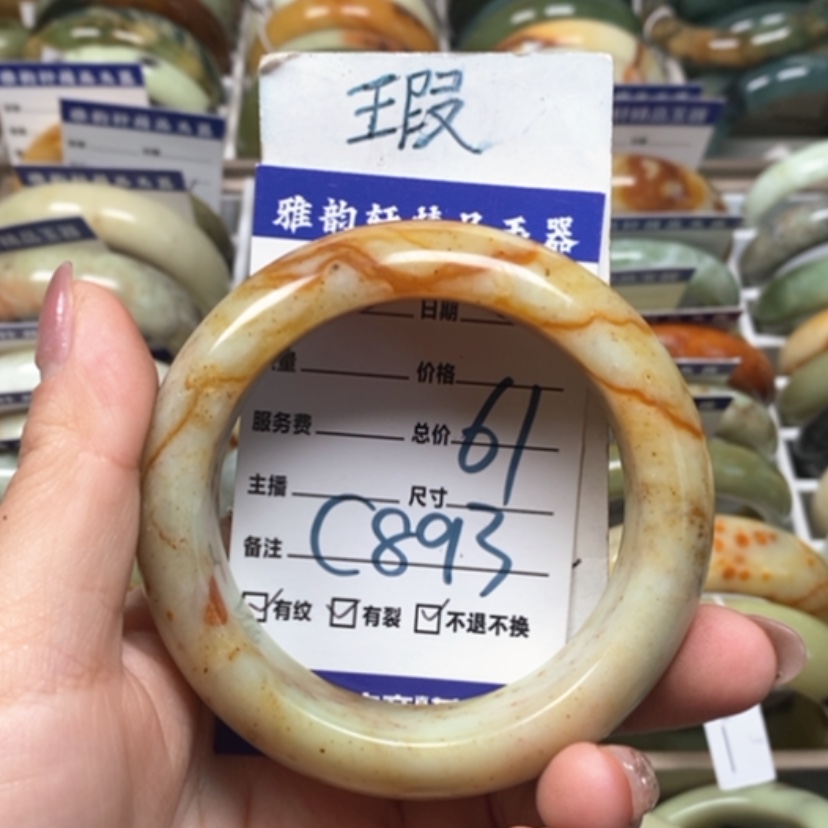 瑕
雅韵轩精品玉器
日期
量 价格
服务费 总价
61
主播 尺寸
备注 C893
有纹 有裂 不退不换